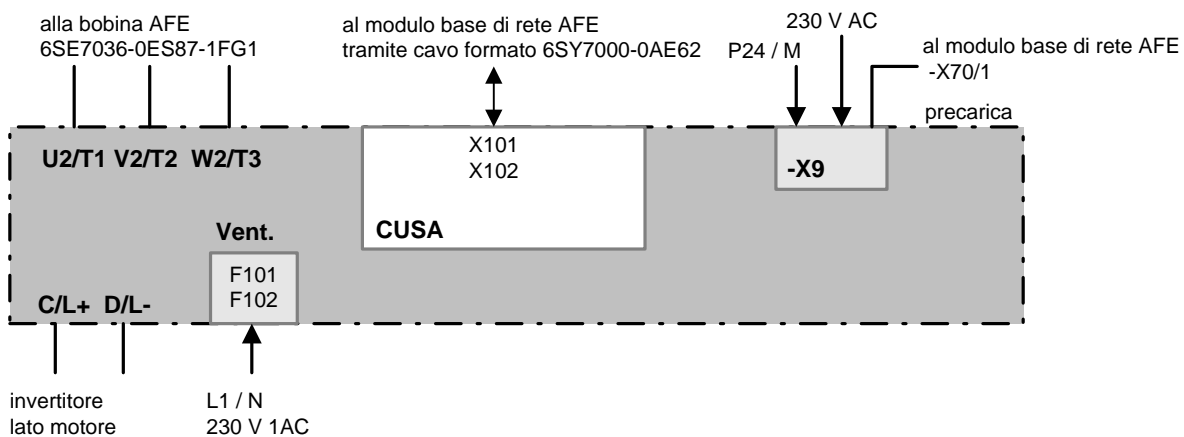 alla bobina AFE
6SE7036-0ES87-1FG1
al modulo base di rete AFE
tramite cavo formato 6SY7000-0AE62
230 V AC
P24 / M
al modulo base di rete AFE
-X70/1
precarica
U2/T1 V2/T2 W2/T3
X101
X102
CUSA
-X9
Vent.
F101
F102
C/L+ D/L-
invertitore
lato motore
L1 / N
230 V 1AC